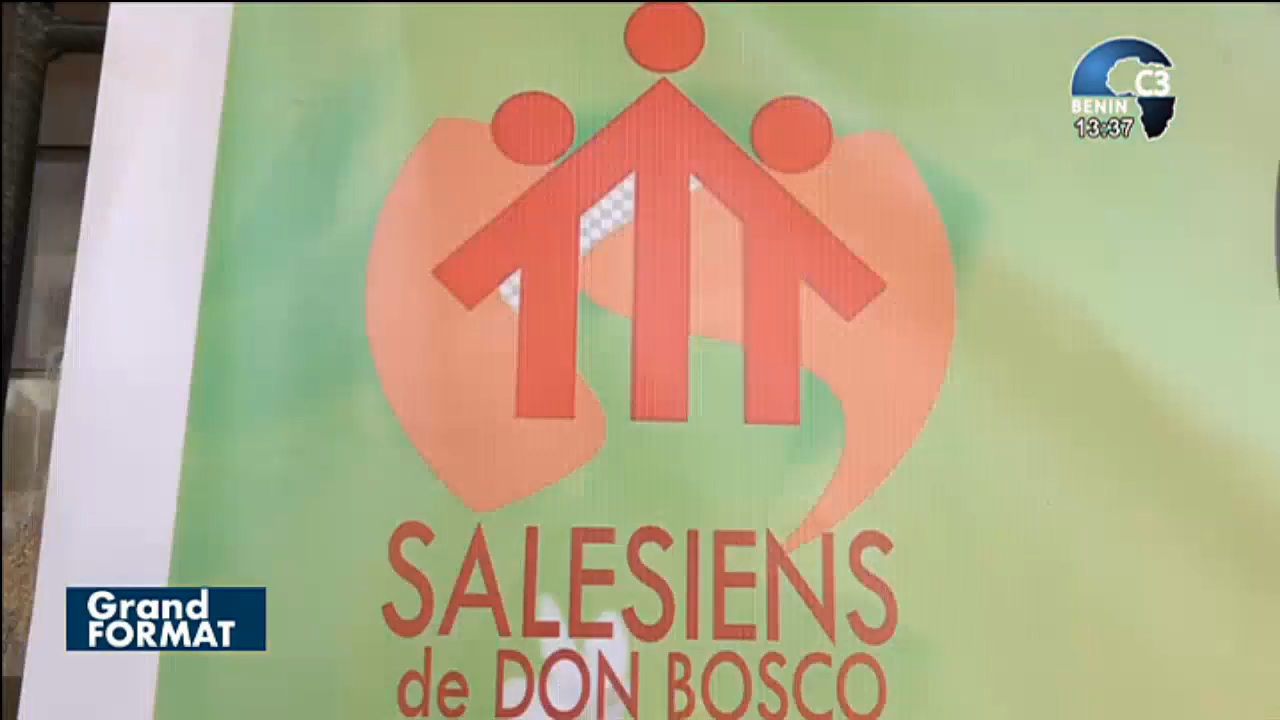 C3
BENIN
13:37
SALESIENS
de DON BOSCO
Grand
FORMAT